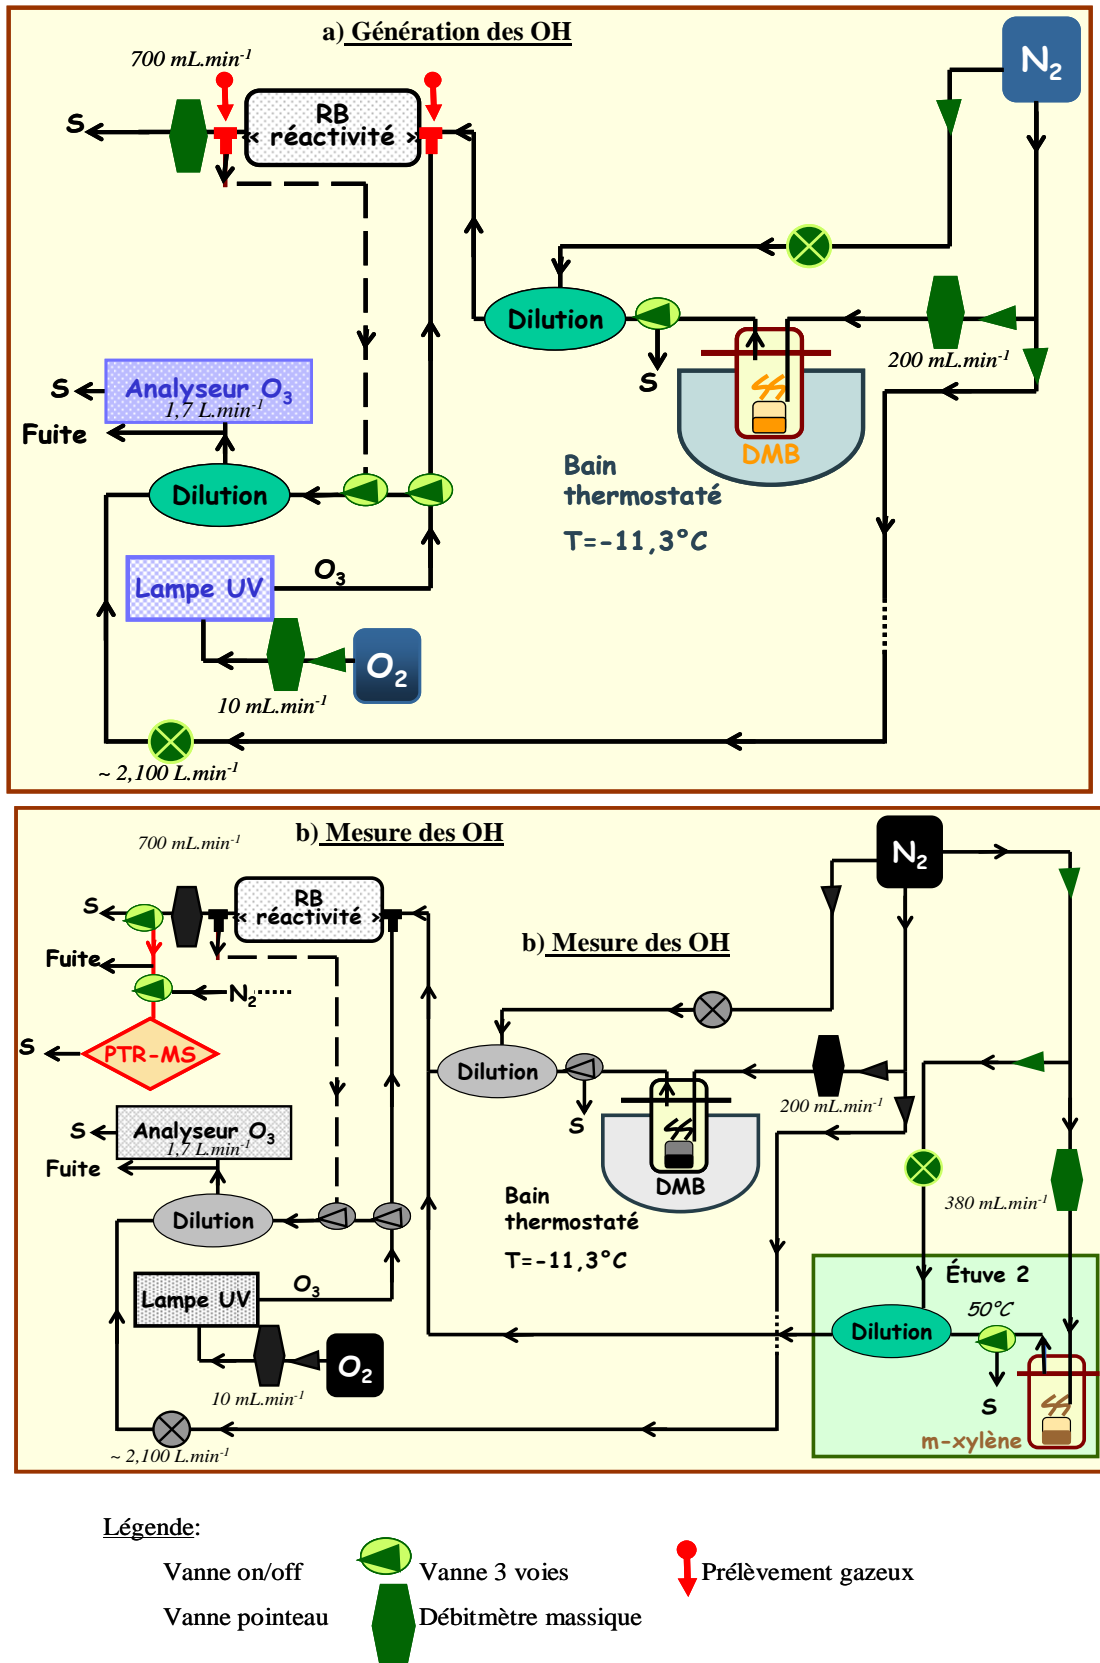 a) Génération des OH
700 mL.min⁻¹
N₂
S
RB
« réactivité »
Dilution
200 mL.min⁻¹
S
S
Analyseur O₃
1,7 L.min⁻¹
Fuite
DMB
Bain
thermostaté
T=-11,3°C
Dilution
O₃
Lampe UV
O₂
10 mL.min⁻¹
~ 2,100 L.min⁻¹
b) Mesure des OH
700 mL.min⁻¹
N₂
RB
« réactivité »
S
b) Mesure des OH
Fuite
N₂
PTR-MS
S
Dilution
200 mL.min⁻¹
S
Analyseur O₃
1,7 L.min⁻¹
S
Fuite
DMB
Bain
thermostaté
T=-11,3°C
380 mL.min⁻¹
Dilution
Étuve 2
50°C
O₃
Lampe UV
Dilution
O₂
10 mL.min⁻¹
S
m-xylène
~ 2,100 L.min⁻¹
Légende:
Vanne on/off
Vanne 3 voies
Prélèvement gazeux
Vanne pointeau
Débitmètre massique